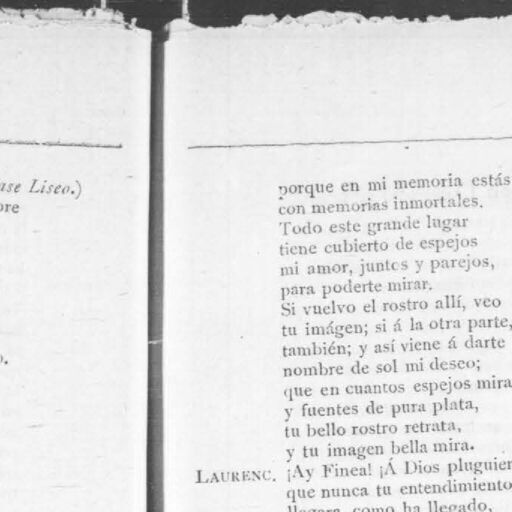 Liseo.)
porque en mi memoria estás
con memorias inmortales.
Todo este grande lugar
tiene cubierto de espejos
mi amor, juntos y parejos,
para poderte mirar.
Si vuelvo el rostro allí, veo
tu imágen; si á la otra parte,
también; y así viene á darte
nombre de sol mi deseo;
que en cuantos espejos mira
y fuentes de pura plata,
tu bello rostro retrata,
y tu imagen bella mira.
LAURENC. ¡Ay Finea! ¡Á Dios pluguier
que nunca tu entendimiento
llegara, como ha llegado,